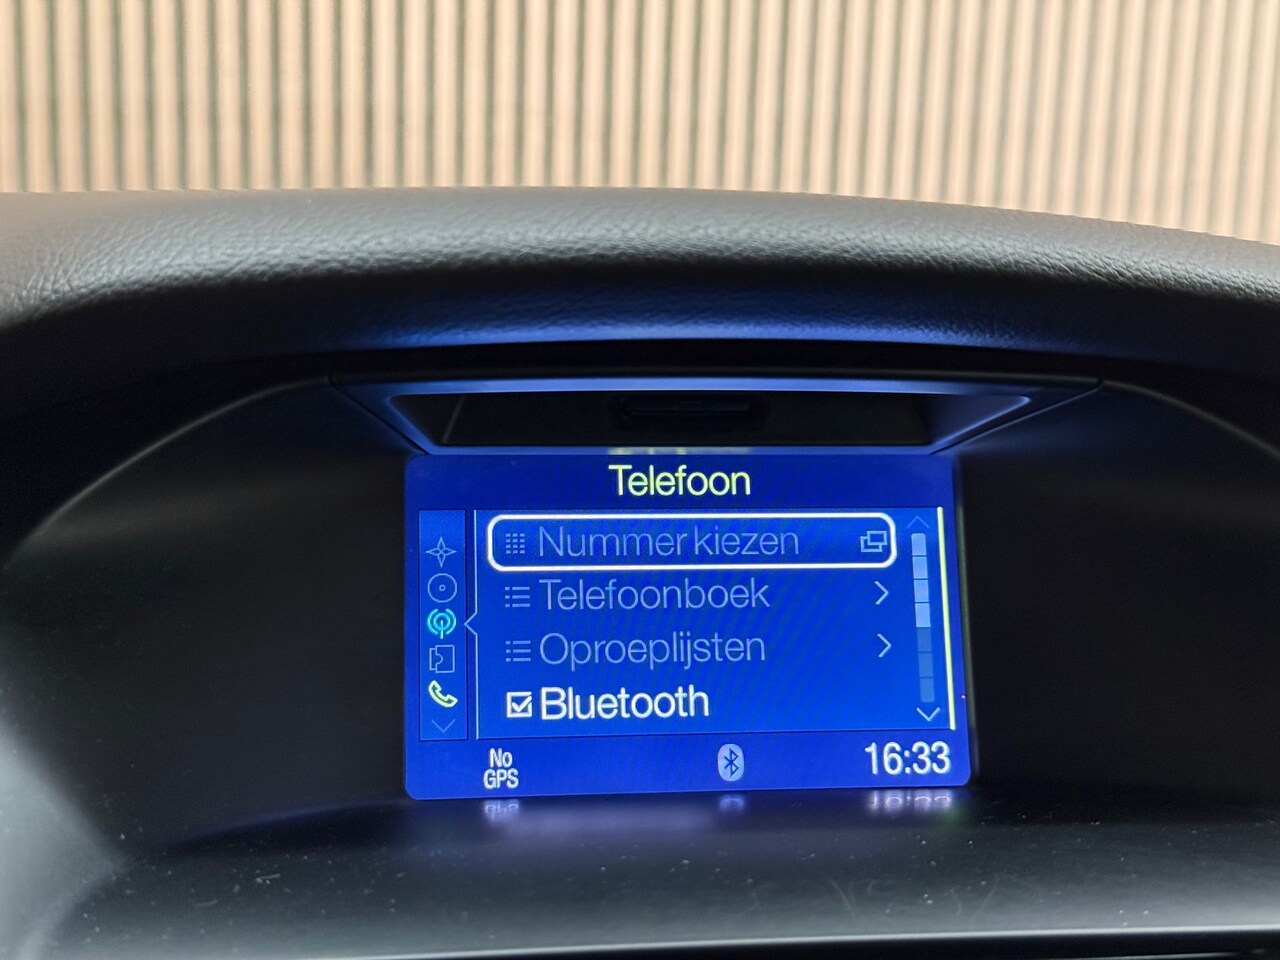 Telefoon
Nummer kiezen
Telefoonboek
Oproeplijsten
Bluetooth
No
GPS
16:33